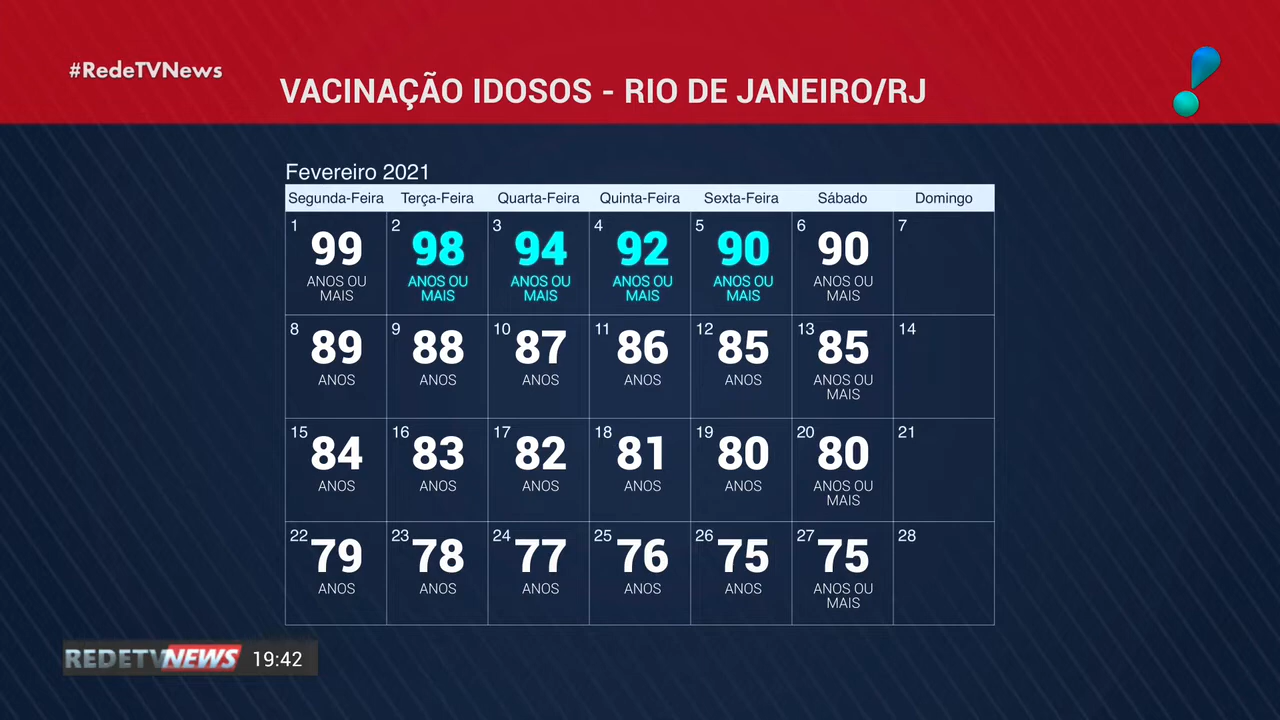 #RedeTVNews
VACINAÇÃO IDOSOS - RIO DE JANEIRO/RJ
Fevereiro 2021
Segunda-Feira Terça-Feira Quarta-Feira Quinta-Feira Sexta-Feira Sábado Domingo
1 2 3 4 5 6 7
99 98 94 92 90 90
ANOS OU ANOS OU ANOS OU ANOS OU ANOS OU ANOS OU
MAIS MAIS MAIS MAIS MAIS MAIS
8 9 10 11 12 13 14
89 88 87 86 85 85
ANOS ANOS ANOS ANOS ANOS ANOS OU
MAIS
15 16 17 18 19 20 21
84 83 82 81 80 80
ANOS ANOS ANOS ANOS ANOS ANOS OU
MAIS
22 23 24 25 26 27 28
79 78 77 76 75 75
ANOS ANOS ANOS ANOS ANOS ANOS OU
MAIS
REDETVNEWS 19:42